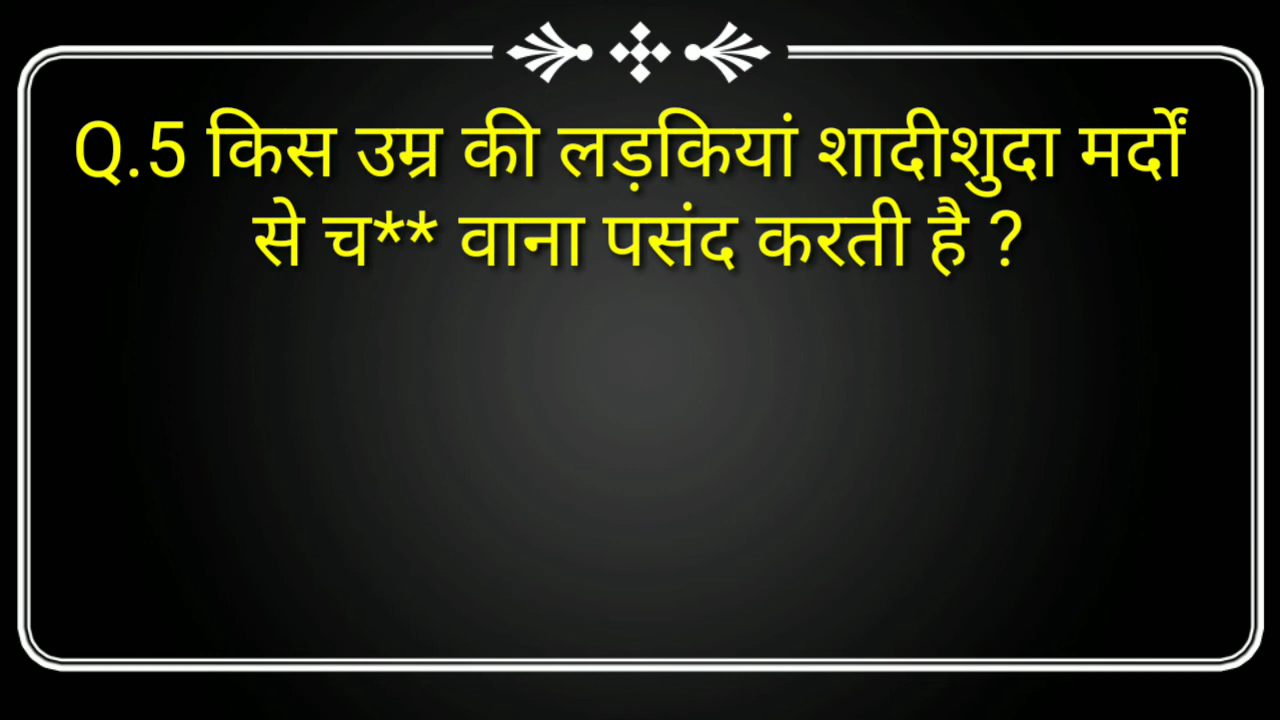 Q.5 किस उम्र की लड़कियां शादीशुदा मर्दों
से च** वाना पसंद करती है ?